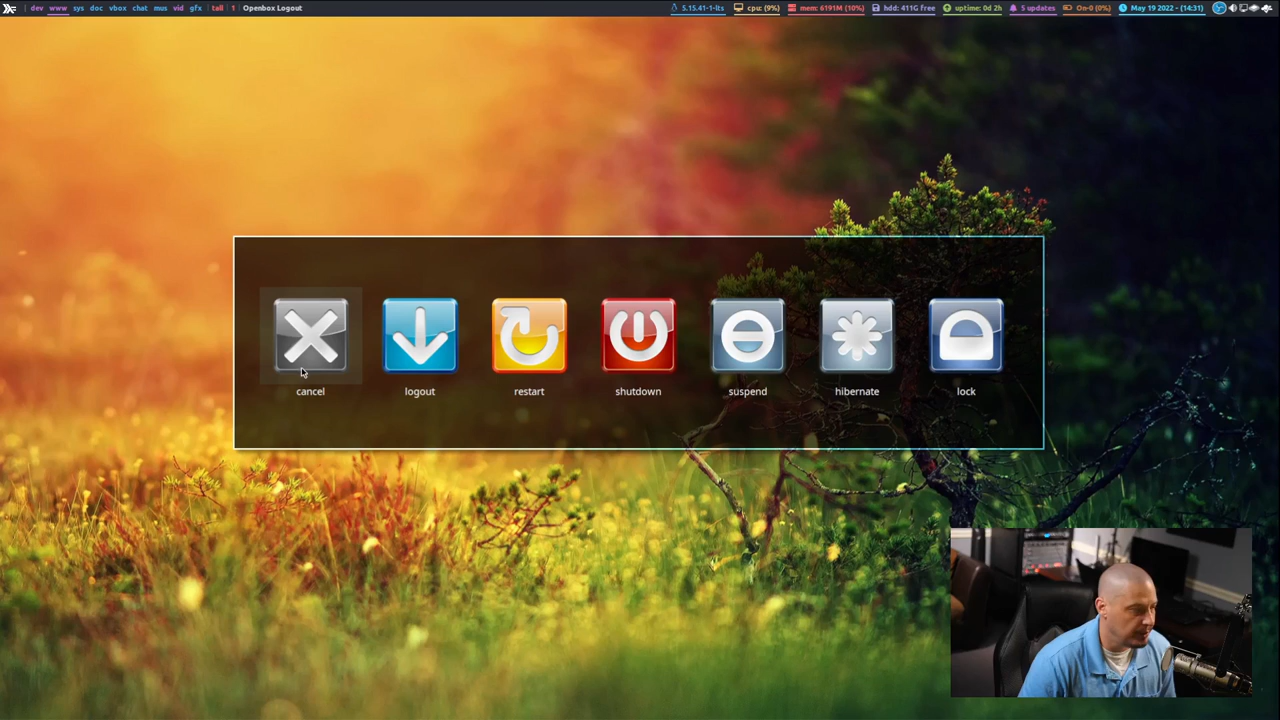 dev www sys doc vbox chat mus vid gfx | tall | 1 | Openbox Logout
5.15.41-1-lts cpu: (9%) mem: 6191M (10%) hdd: 411G free uptime: 0d 2h 5 updates On-0 (0%) May 19 2022 - (14:31)
cancel logout restart shutdown suspend hibernate lock